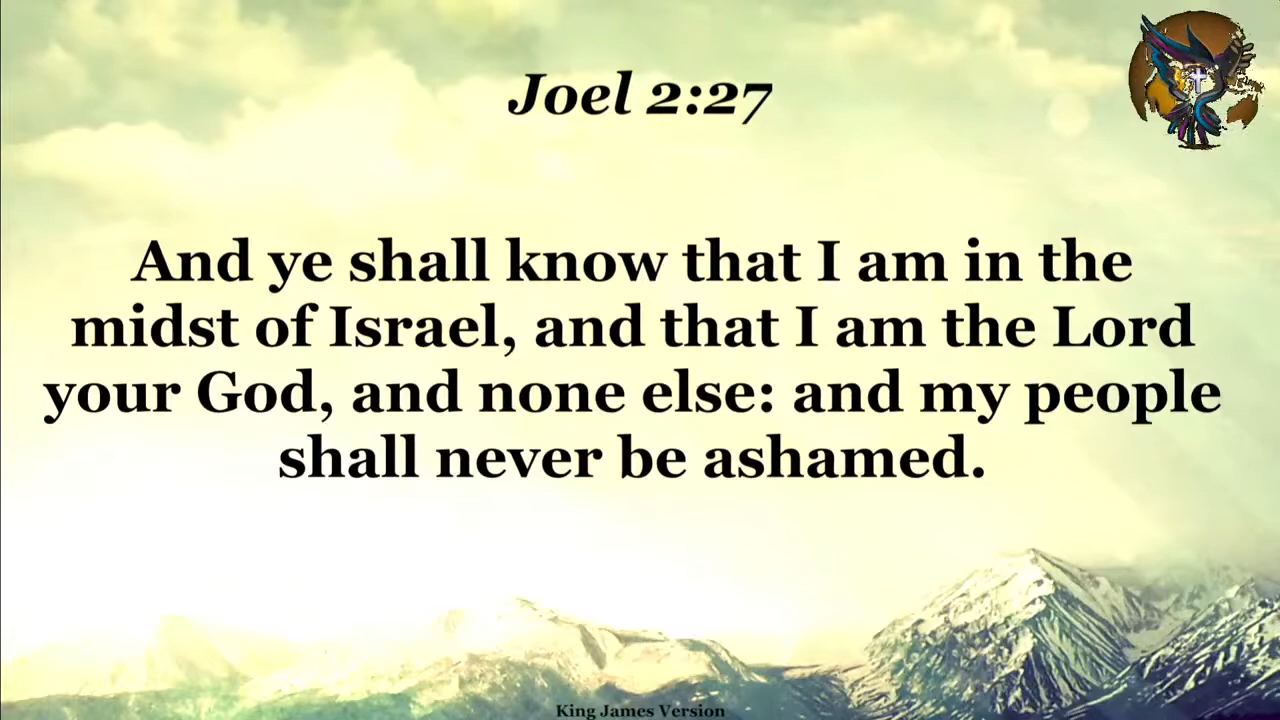 Joel 2:27
And ye shall know that I am in the
midst of Israel, and that I am the Lord
your God, and none else: and my people
shall never be ashamed.
King James Version